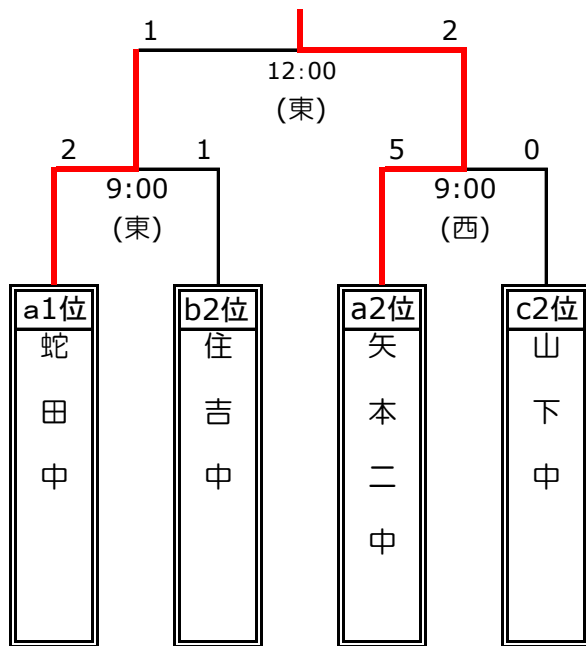 1 2
12:00
(東)
2 1 5 0
9:00 9:00
(東) (西)
a1位 b2位 a2位 c2位
蛇田中
住吉中
矢本二中
山下中